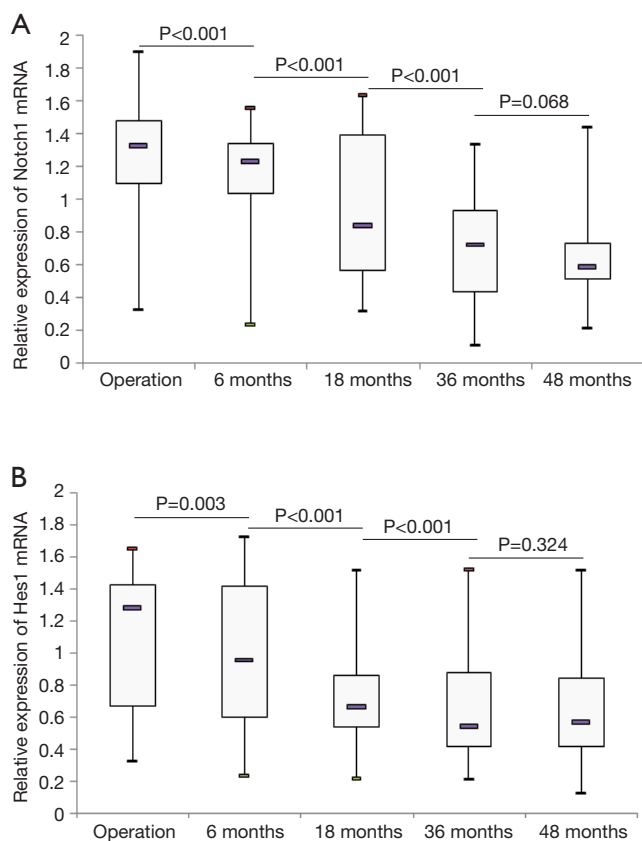 A
Relative expression of Notch1 mRNA
2
1.8
1.6
1.4
1.2
1
0.8
0.6
0.4
0.2
0
P<0.001
P<0.001
P<0.001
P=0.068
Operation 6 months 18 months 36 months 48 months
B
Relative expression of Hes1 mRNA
2
1.8
1.6
1.4
1.2
1
0.8
0.6
0.4
0.2
0
P=0.003
P<0.001
P<0.001
P=0.324
Operation 6 months 18 months 36 months 48 months